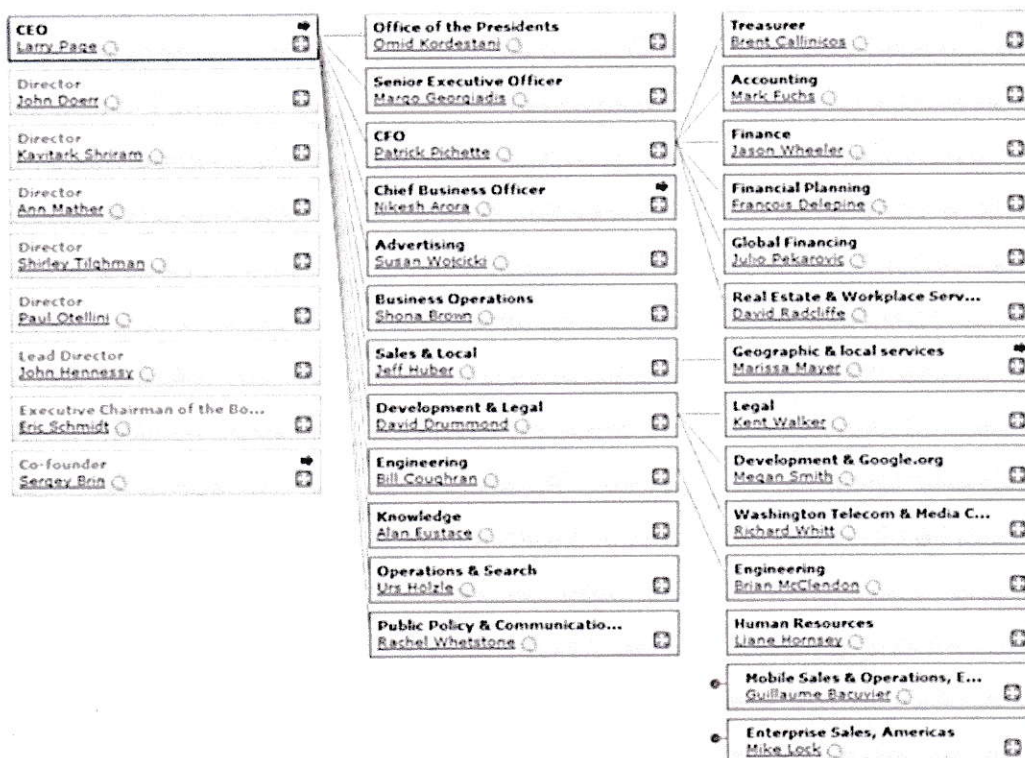 CEO
Larry Page
Director
John Doerr
Director
Kavitark Shriram
Director
Ann Mather
Director
Shirley Tilghman
Director
Paul Otellini
Lead Director
John Hennessy
Executive Chairman of the Bo...
Eric Schmidt
Co-founder
Sergey Brin
Office of the Presidents
Omid Kordestani
Senior Executive Officer
Margo Georgiadis
CFO
Patrick Pichette
Chief Business Officer
Nikesh Arora
Advertising
Susan Wojcicki
Business Operations
Shona Brown
Sales & Local
Jeff Huber
Development & Legal
David Drummond
Engineering
Bill Coughran
Knowledge
Alan Eustace
Operations & Search
Urs Holzle
Public Policy & Communicatio...
Rachel Whetstone
Treasurer
Brent Callinicos
Accounting
Mark Fuchs
Finance
Jason Wheeler
Financial Planning
Francois Delepine
Global Financing
Julio Pekarovic
Real Estate & Workplace Serv...
David Radcliffe
Geographic & local services
Marissa Mayer
Legal
Kent Walker
Development & Google.org
Megan Smith
Washington Telecom & Media C...
Richard Whitt
Engineering
Brian McClendon
Human Resources
Liane Hornsey
Mobile Sales & Operations, E...
Guillaume Bacuvier
Enterprise Sales, Americas
Mike Lock